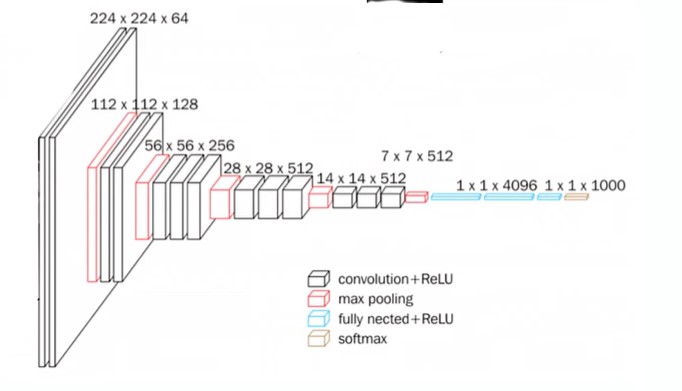 224 x 224 x 64
112 x 112 x 128
56 x 56 x 256
28 x 28 x 512
14 x 14 x 512
7 x 7 x 512
1 x 1 x 4096
1 x 1 x 1000
convolution+ReLU
max pooling
fully nected+ReLU
softmax